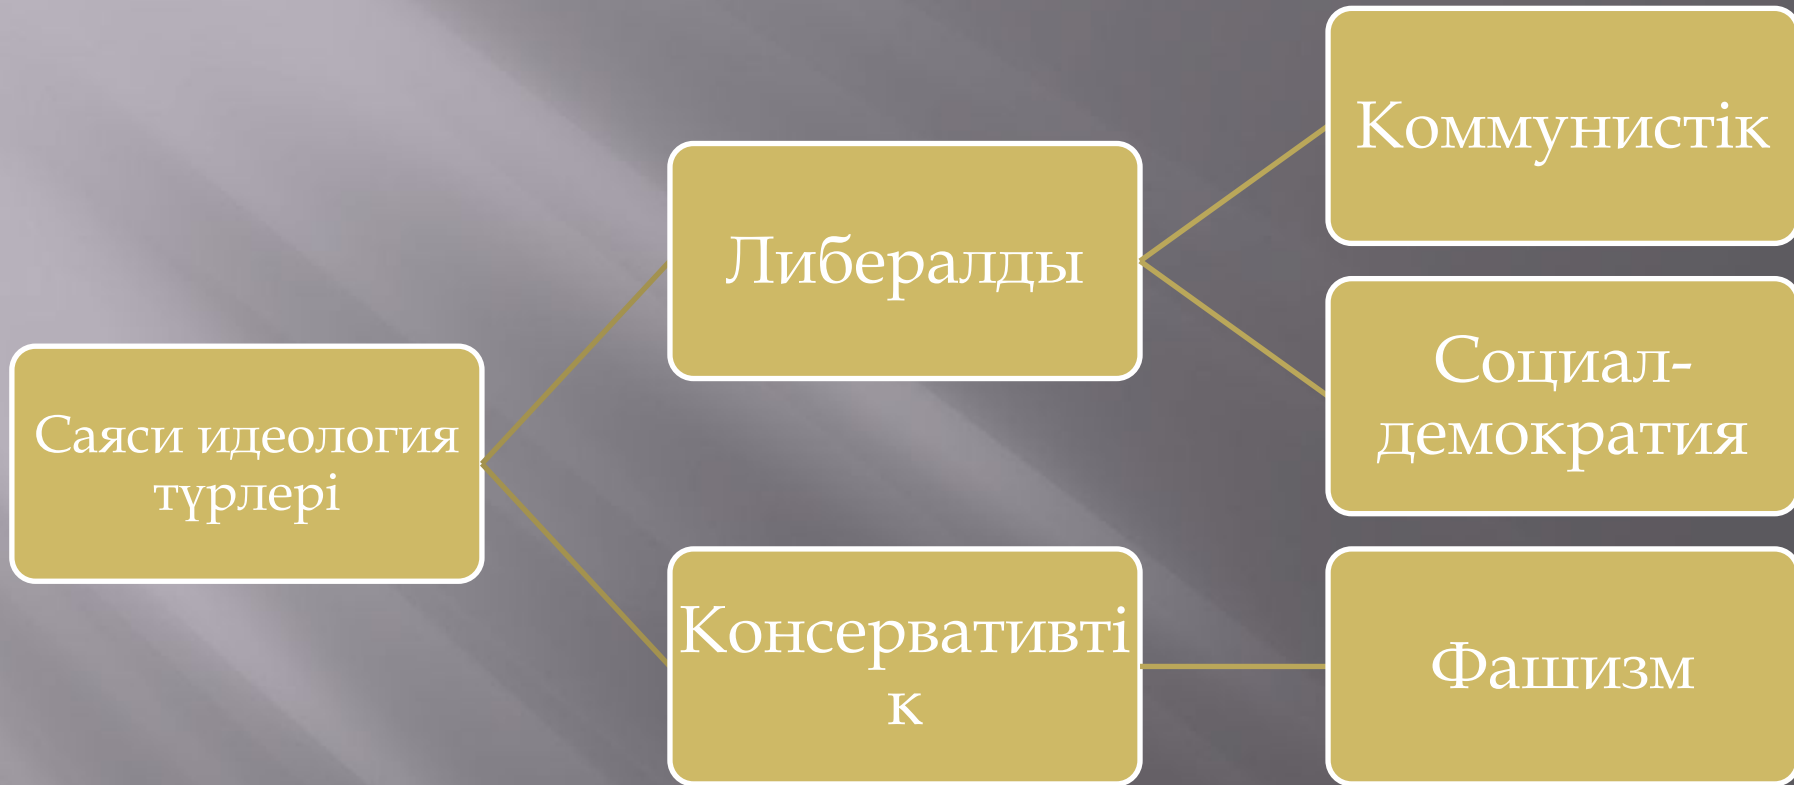 Саяси идеология
түрлері
Либералды
Консервативті
к
Коммунистік
Социал-
демократия
Фашизм